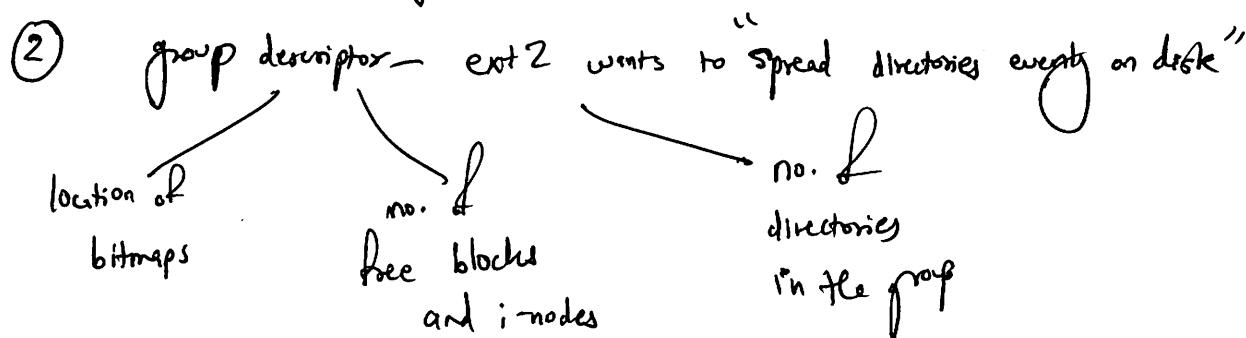 ② group descriptor — ext2 wants to "spread directories evenly on disk"
location of
bitmaps
no. of
free blocks
and i-nodes
no. of
directories
in the group